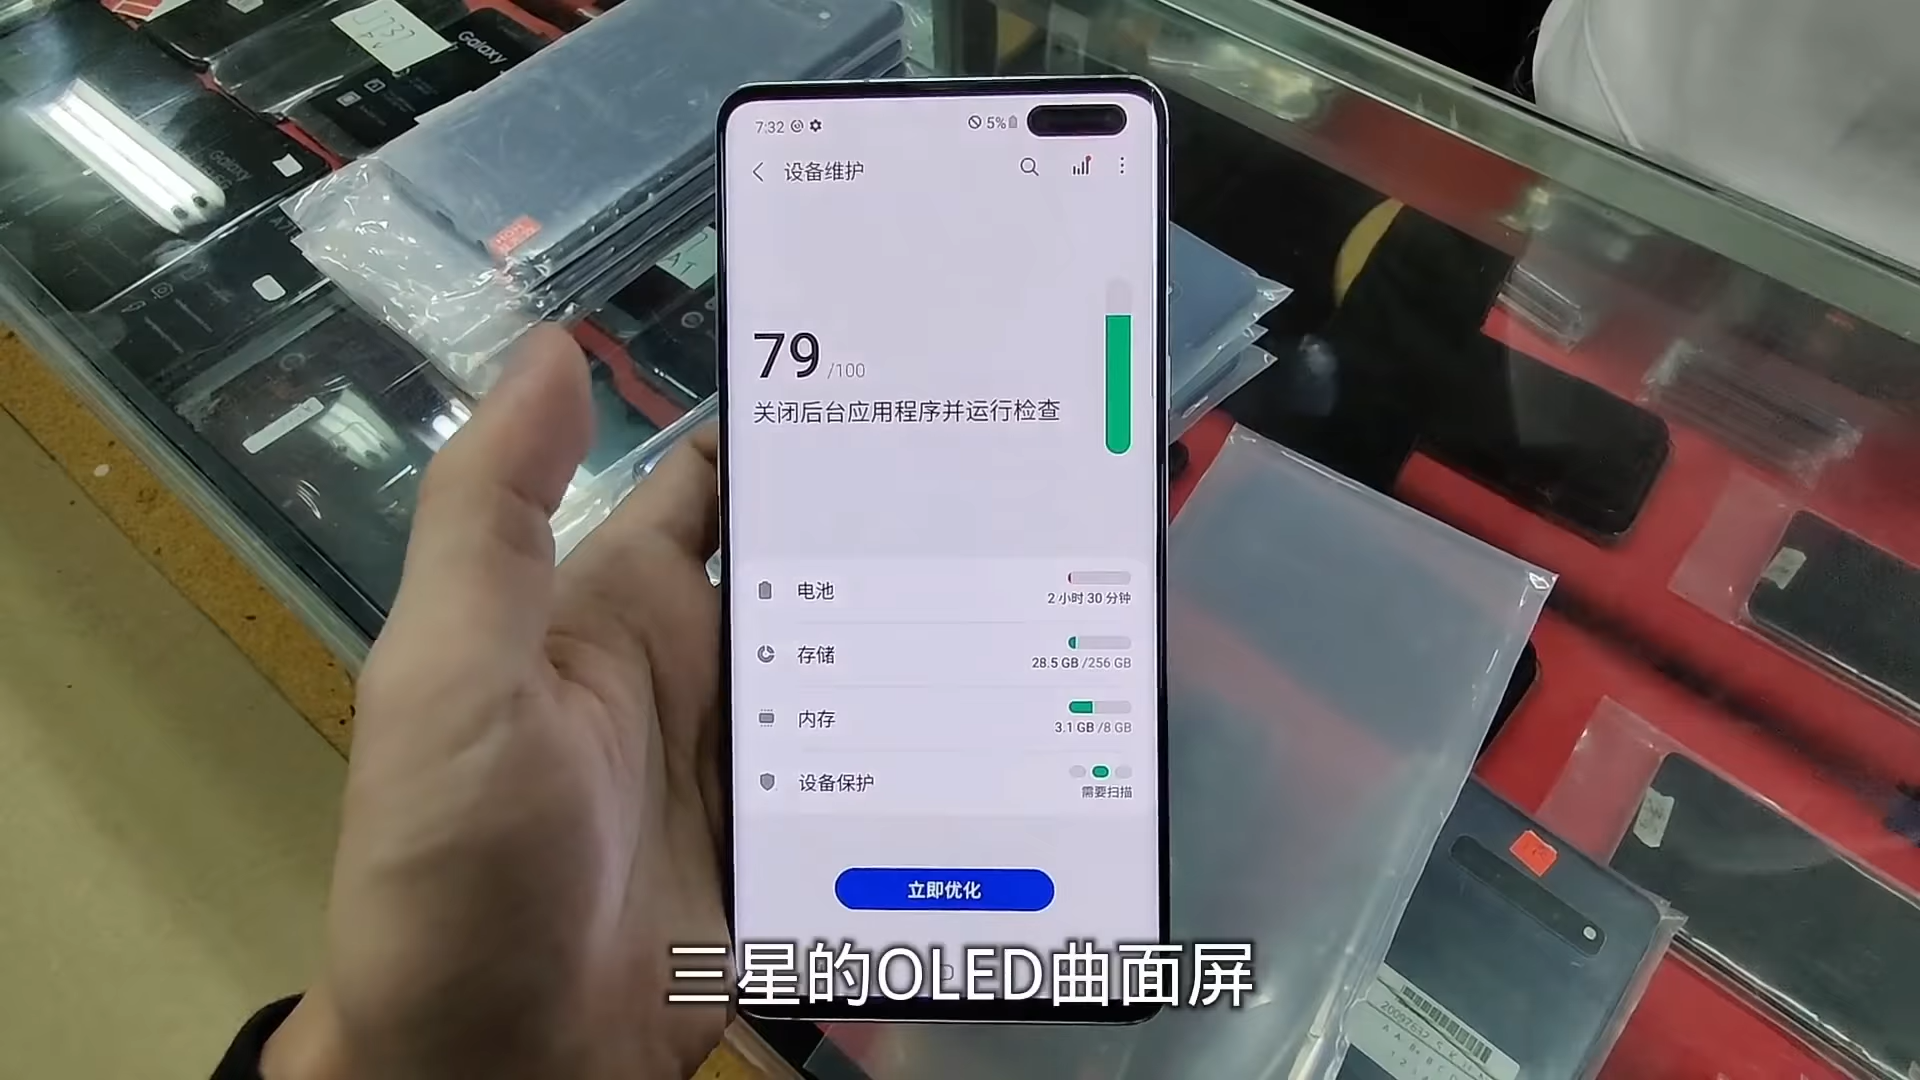 U737
Galaxy
Galaxy
7:32
5%
设备维护
79 /100
关闭后台应用程序并运行检查
电池
2 小时 30 分钟
存储
28.5 GB /256 GB
内存
3.1 GB /8 GB
设备保护
需要扫描
立即优化
三星的OLED曲面屏